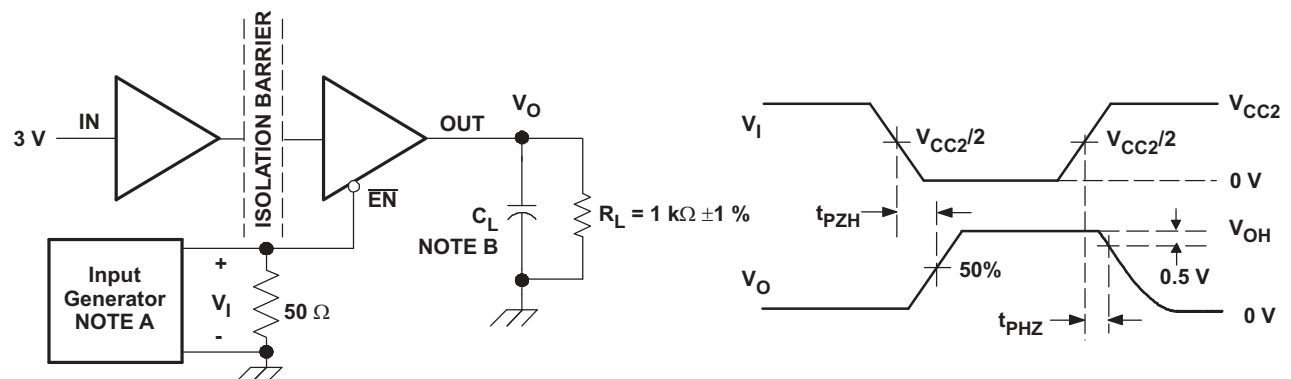 ISOLATION BARRIER
3 V
IN
OUT
V_O
EN
C_L
NOTE B
R_L = 1 kΩ ±1 %
Input
Generator
NOTE A
+
V_I
-
50 Ω
V_I
V_CC2/2
V_CC2/2
V_CC2
0 V
t_PZH
V_O
50%
V_OH
0.5 V
t_PHZ
0 V